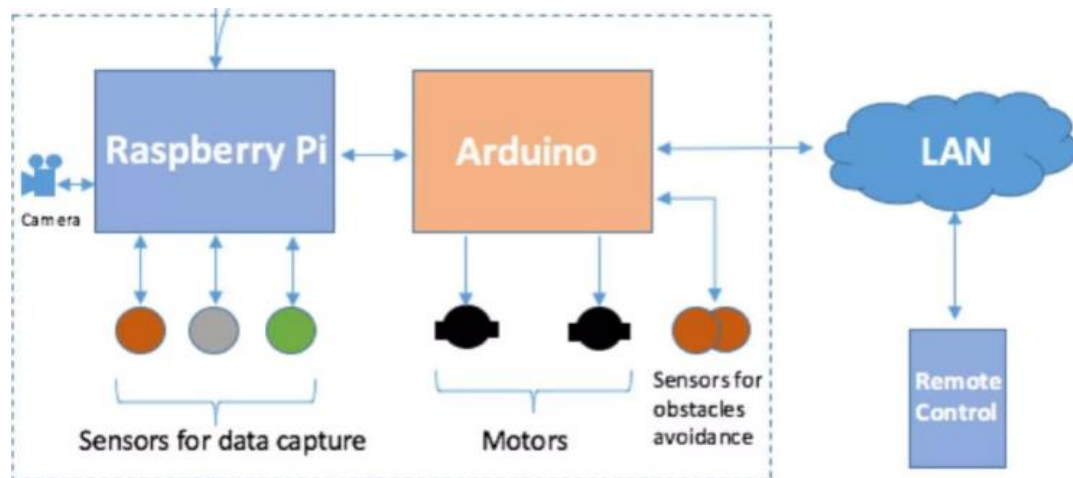 Raspberry Pi
Arduino
LAN
Camera
Sensors for data capture
Motors
Sensors for
obstacles
avoidance
Remote
Control